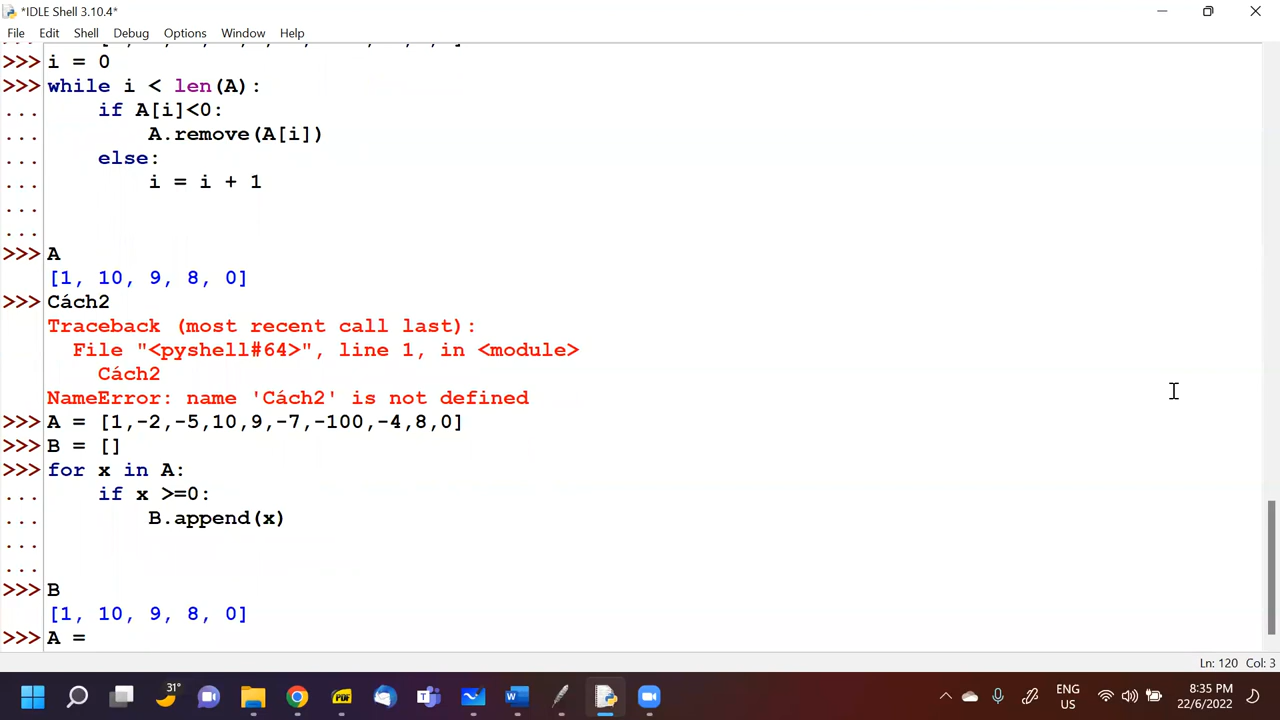 *IDLE Shell 3.10.4*
File Edit Shell Debug Options Window Help
>>> i = 0
>>> while i < len(A):
... if A[i]<0:
... A.remove(A[i])
... else:
... i = i + 1
...
...
>>> A
[1, 10, 9, 8, 0]
>>> Cách2
Traceback (most recent call last):
File "<pyshell#64>", line 1, in <module>
Cách2
NameError: name 'Cách2' is not defined
>>> A = [1,-2,-5,10,9,-7,-100,-4,8,0]
>>> B = []
>>> for x in A:
... if x >=0:
... B.append(x)
...
...
>>> B
[1, 10, 9, 8, 0]
>>> A =
Ln: 120 Col: 3
31°
PDF
ENG
US
8:35 PM
22/6/2022